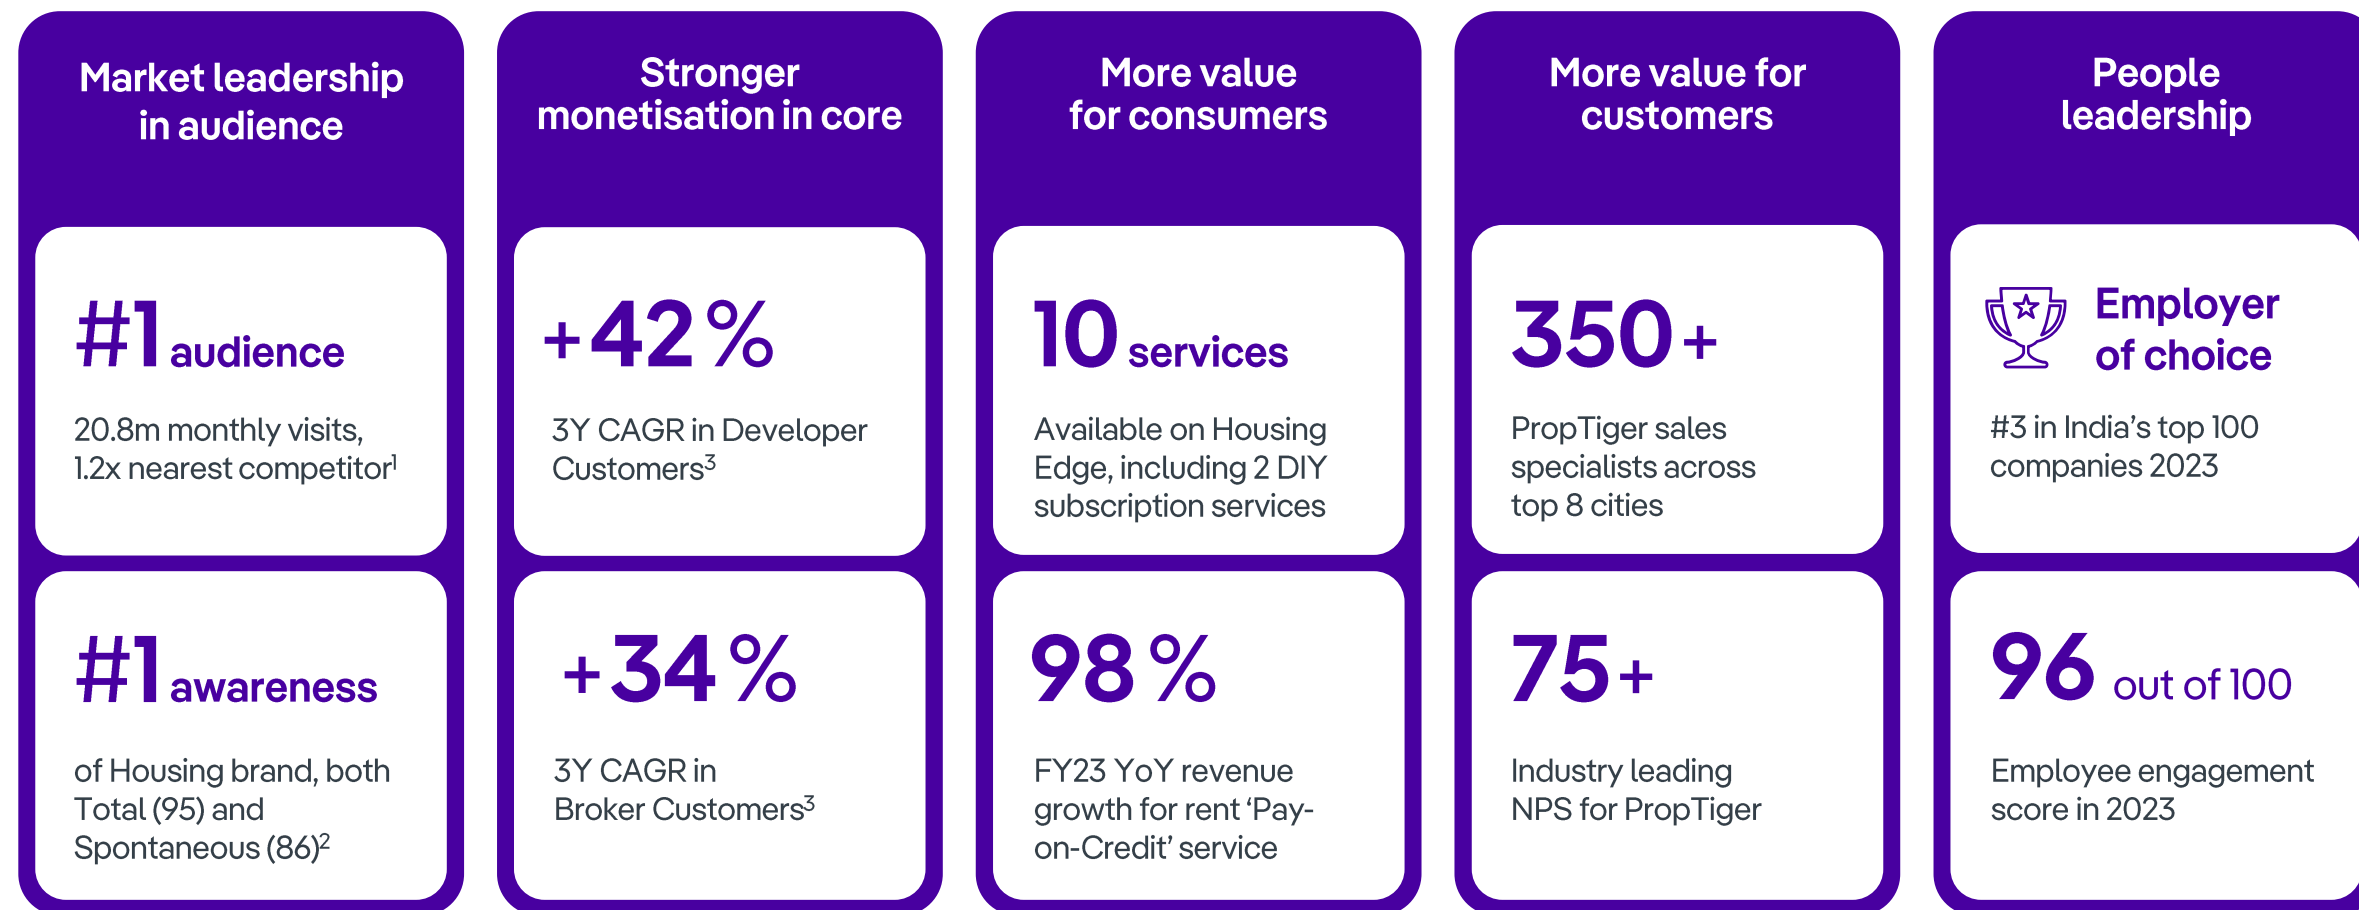 Market leadership
in audience
#1 audience
20.8m monthly visits,
1.2x nearest competitor¹
#1 awareness
of Housing brand, both
Total (95) and
Spontaneous (86)²
Stronger
monetisation in core
+42%
3Y CAGR in Developer
Customers³
+34%
3Y CAGR in
Broker Customers³
More value
for consumers
10 services
Available on Housing
Edge, including 2 DIY
subscription services
98%
FY23 YoY revenue
growth for rent ‘Pay-
on-Credit’ service
More value for
customers
350+
PropTiger sales
specialists across
top 8 cities
75+
Industry leading
NPS for PropTiger
People
leadership
Employer
of choice
#3 in India’s top 100
companies 2023
96 out of 100
Employee engagement
score in 2023